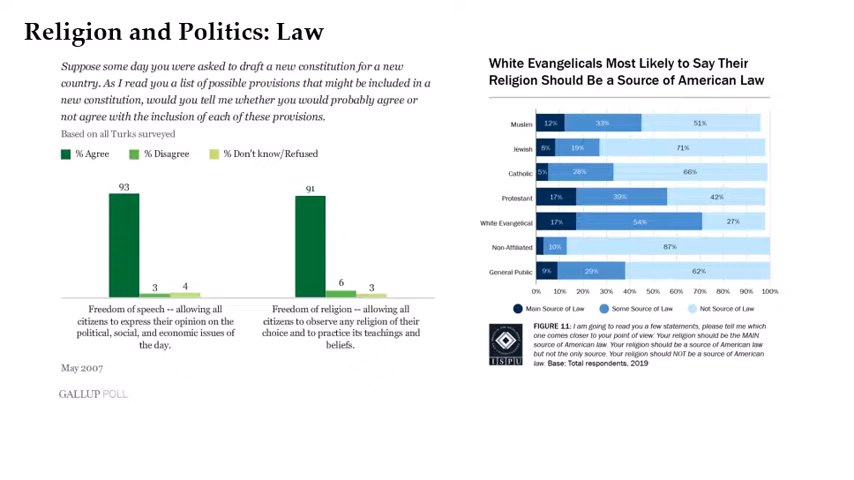 Religion and Politics: Law
Suppose some day you were asked to draft a new constitution for a new
country. As I read you a list of possible provisions that might be included in a
new constitution, would you tell me whether you would probably agree or
not agree with the inclusion of each of these provisions.
Based on all Turks surveyed
% Agree % Disagree % Don't know/Refused
93
3
4
91
6
3
Freedom of speech -- allowing all
citizens to express their opinion on the
political, social, and economic issues of
the day.
Freedom of religion -- allowing all
citizens to observe any religion of their
choice and to practice its teachings and
beliefs.
May 2007
GALLUP POLL
White Evangelicals Most Likely to Say Their
Religion Should Be a Source of American Law
Muslim 12% 33% 51%
Jewish 8% 19% 71%
Catholic 5% 28% 66%
Protestant 17% 39% 42%
White Evangelical 17% 54% 27%
Non-Affiliated 10% 87%
General Public 9% 29% 62%
0% 10% 20% 30% 40% 50% 60% 70% 80% 90% 100%
Main Source of Law Some Source of Law Not Source of Law
FIGURE 11: I am going to read you a few statements, please tell me which
one comes closer to your point of view: Your religion should be the MAIN
source of American law. Your religion should be a source of American law
but not the only source. Your religion should NOT be a source of American
law. Base: Total respondents, 2019
ISPU